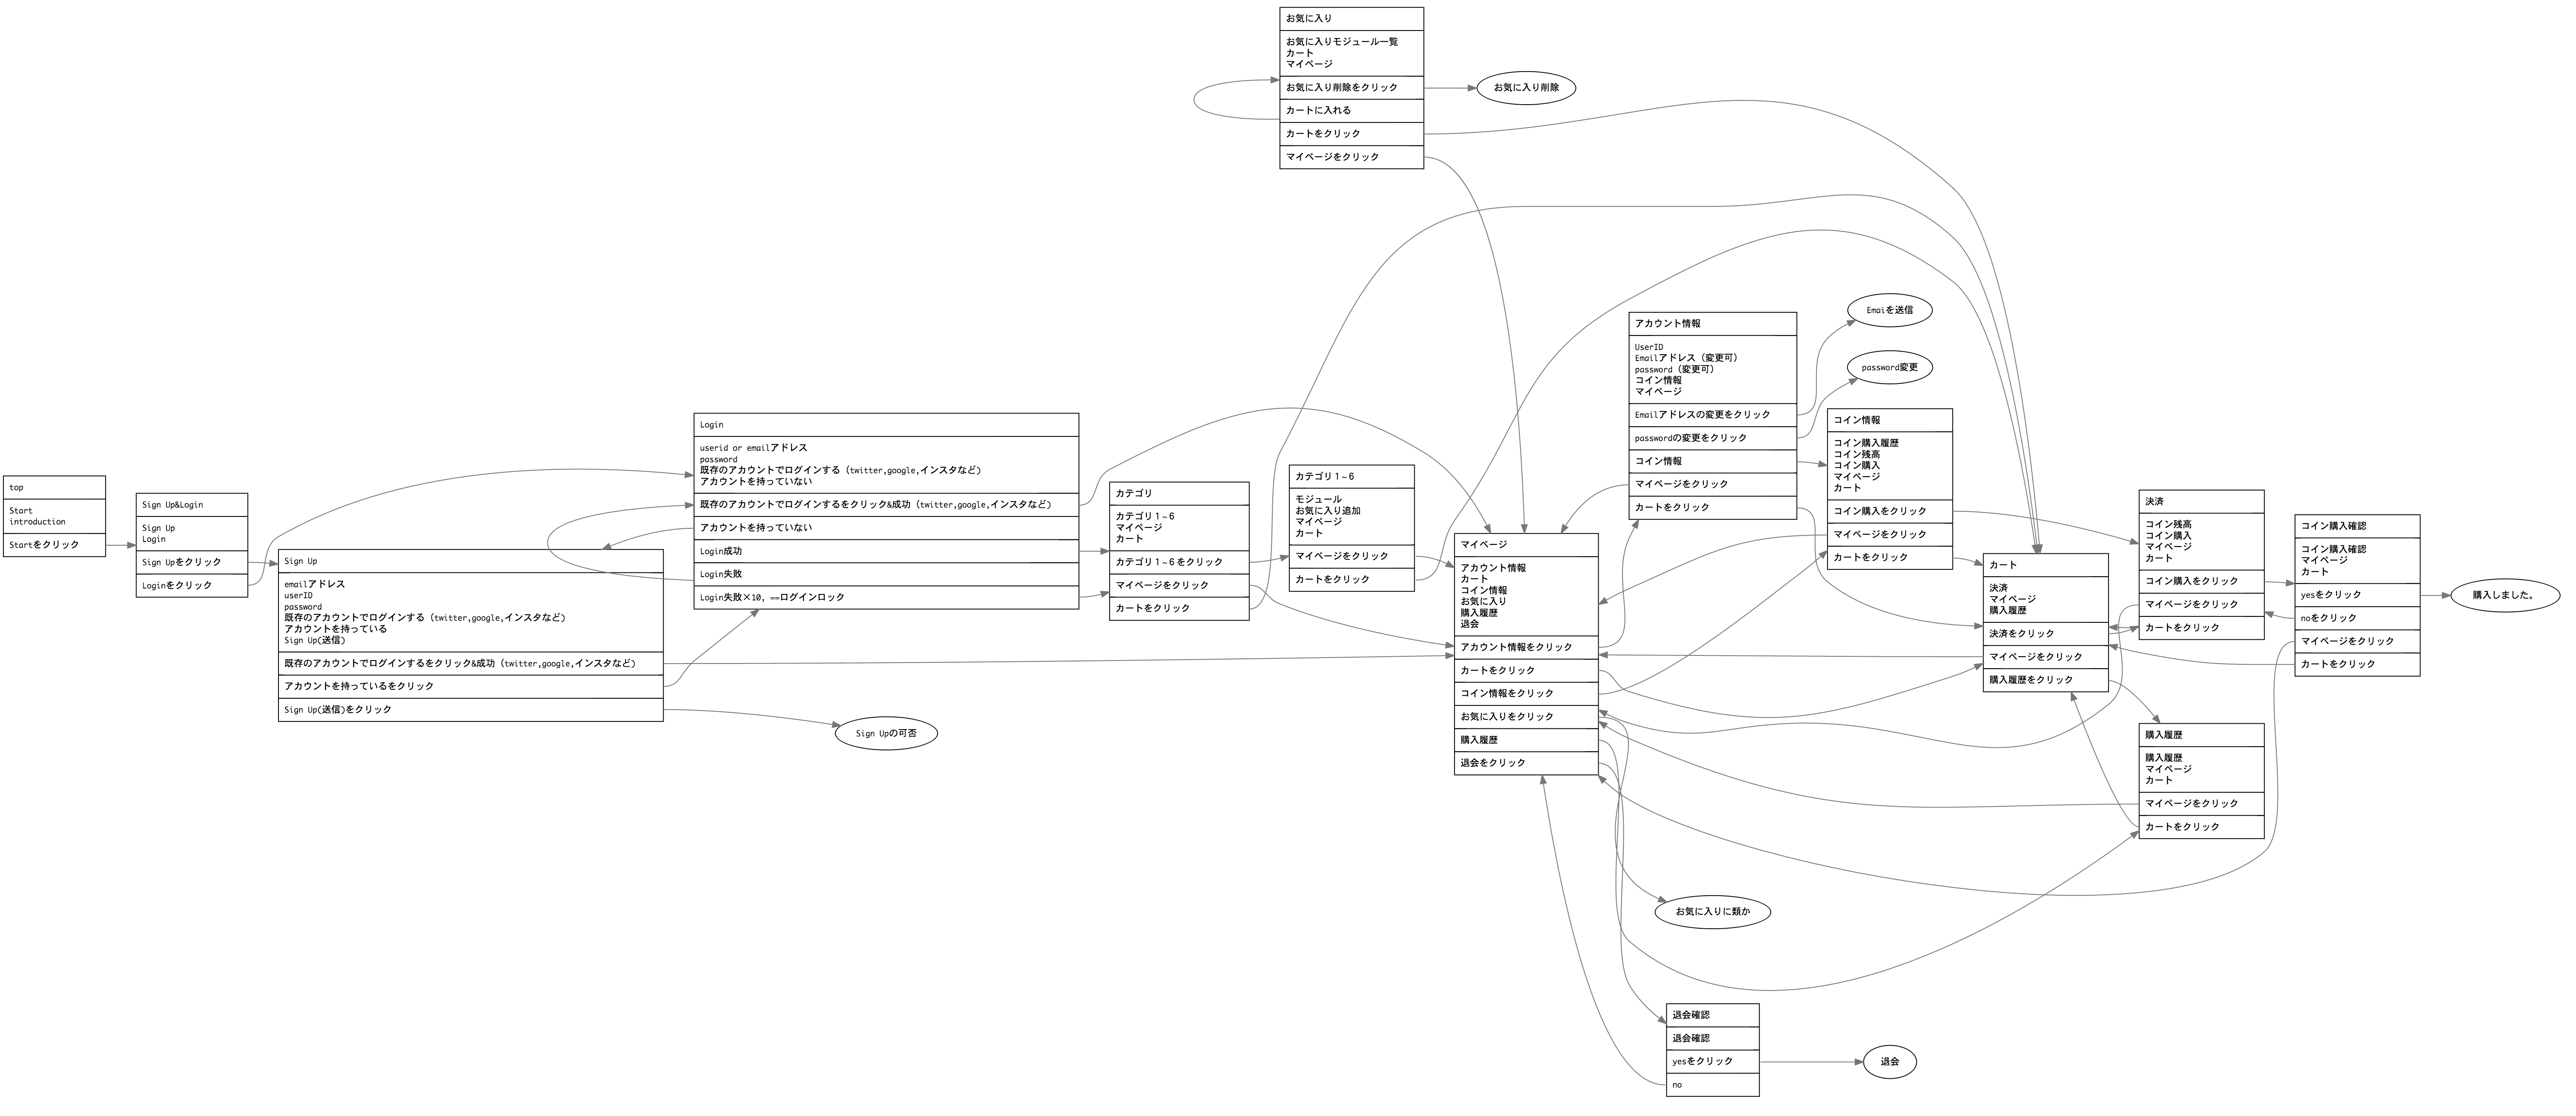 お気に入り
お気に入りモジュール一覧
カート
マイページ
お気に入り削除をクリック
カートに入れる
カートをクリック
マイページをクリック
お気に入り削除
top
Start
introduction
Startをクリック
Sign Up&Login
Sign Up
Login
Sign Upをクリック
Loginをクリック
Sign Up
emailアドレス
userID
password
既存のアカウントでログインする（twitter,google,インスタなど）
アカウントを持っている
Sign Up(送信)
既存のアカウントでログインするをクリック&成功（twitter,google,インスタなど）
アカウントを持っているをクリック
Sign Up(送信)をクリック
Sign Upの可否
Login
userid or emailアドレス
password
既存のアカウントでログインする（twitter,google,インスタなど）
アカウントを持っていない
既存のアカウントでログインするをクリック&成功（twitter,google,インスタなど）
アカウントを持っていない
Login成功
Login失敗
Login失敗×10, ==ログインロック
カテゴリ
カテゴリ１~６
マイページ
カート
カテゴリ１~６をクリック
マイページをクリック
カートをクリック
カテゴリ１~６
モジュール
お気に入り追加
マイページ
カート
マイページをクリック
カートをクリック
マイページ
アカウント情報
カート
コイン情報
お気に入り
購入履歴
退会
アカウント情報をクリック
カートをクリック
コイン情報をクリック
お気に入りをクリック
購入履歴
退会をクリック
アカウント情報
UserID
Emailアドレス（変更可）
password（変更可）
コイン情報
マイページ
Emailアドレスの変更をクリック
passwordの変更をクリック
コイン情報
マイページをクリック
カートをクリック
Emaiを送信
password変更
コイン情報
コイン購入履歴
コイン残高
コイン購入
マイページ
カート
コイン購入をクリック
マイページをクリック
カートをクリック
カート
決済
マイページ
購入履歴
決済をクリック
マイページをクリック
購入履歴をクリック
決済
コイン残高
コイン購入
マイページ
カート
コイン購入をクリック
マイページをクリック
カートをクリック
コイン購入確認
コイン購入確認
マイページ
カート
yesをクリック
noをクリック
マイページをクリック
カートをクリック
購入しました。
購入履歴
購入履歴
マイページ
カート
マイページをクリック
カートをクリック
お気に入りに類か
退会確認
退会確認
yesをクリック
no
退会